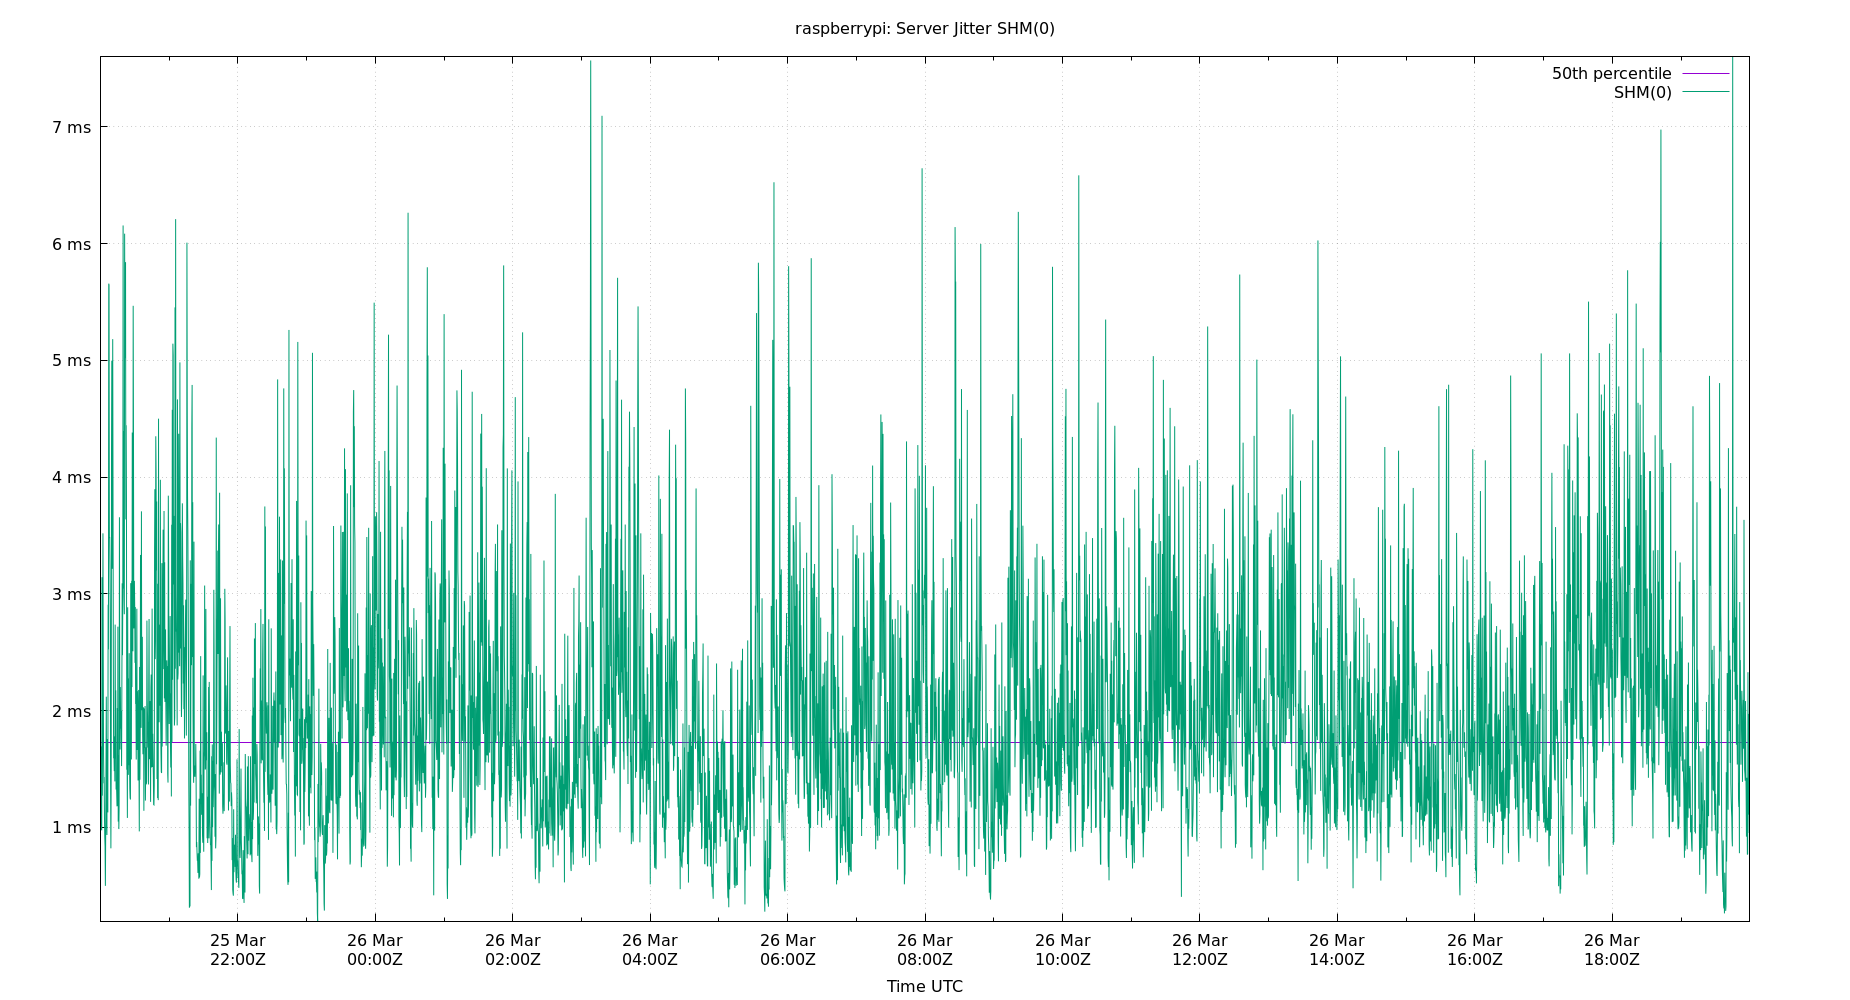 raspberrypi: Server Jitter SHM(0)
50th percentile
SHM(0)
7 ms
6 ms
5 ms
4 ms
3 ms
2 ms
1 ms
25 Mar 26 Mar 26 Mar 26 Mar 26 Mar 26 Mar 26 Mar 26 Mar 26 Mar 26 Mar 26 Mar
22:00Z 00:00Z 02:00Z 04:00Z 06:00Z 08:00Z 10:00Z 12:00Z 14:00Z 16:00Z 18:00Z
Time UTC